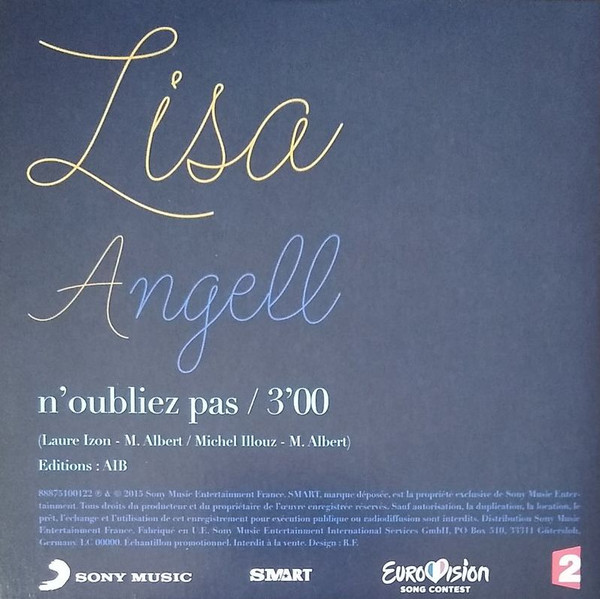 Lisa
Angell
n'oubliez pas / 3'00
(Laure Izon - M. Albert / Michel Illouz - M. Albert)
Editions : AIB
88875100122 ℗ & © 2015 Sony Music Entertainment France. SMART, marque déposée, est la propriété exclusive de Sony Music Enter-
tainment. Tous droits du producteur et du propriétaire de l'œuvre enregistrée réservés. Sauf autorisation, la duplication, la location, le
prêt, l'echange et l'utilisation de cet enregistrement pour exécution publique ou radiodiffusion sont interdits. Distribution Sony Music
Entertainment France. Fabriqué en U.E. Sony Music Entertainment International Services GmbH, PO Box 510, 33311 Gütersloh,
Germany. LC 00000. Échantillon promotionnel. Interdit à la vente. Design : R.F.
SONY MUSIC SMART EUROVISION 2
SONG CONTEST